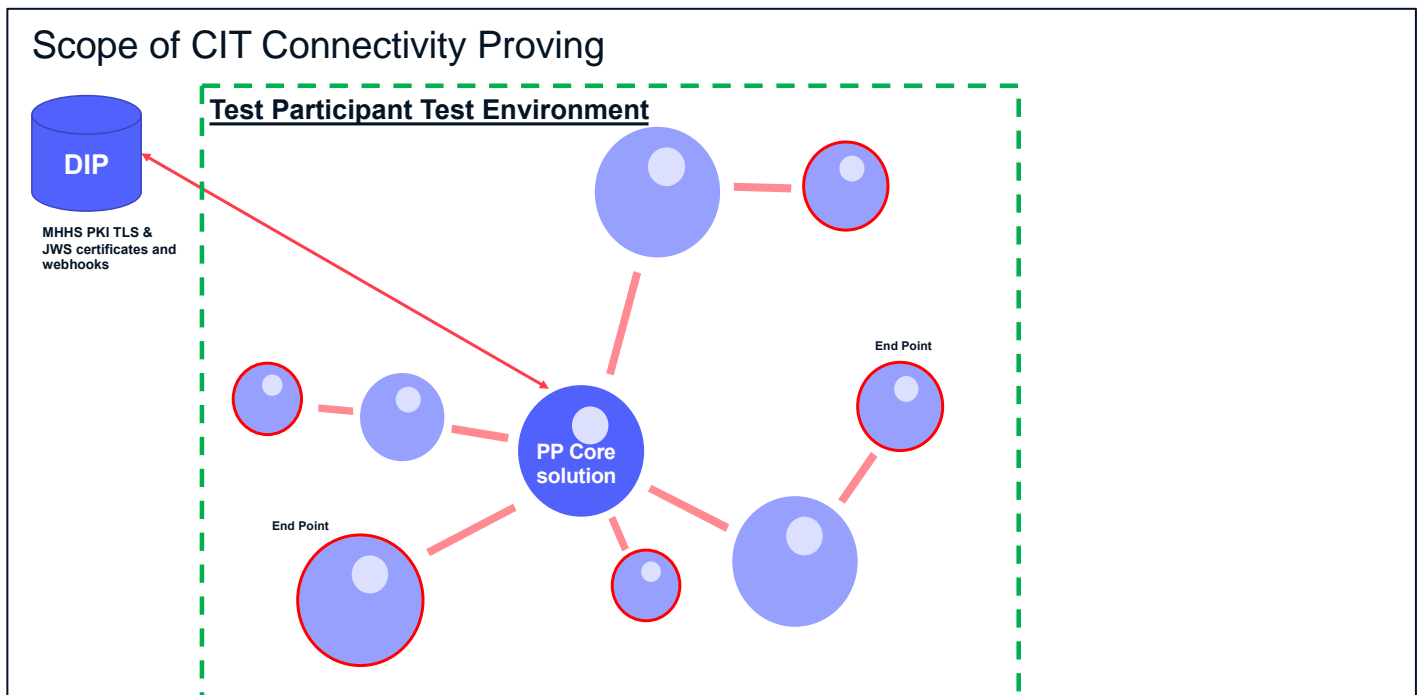 Scope of CIT Connectivity Proving
Test Participant Test Environment
DIP
MHHS PKI TLS &
JWS certificates and
webhooks
End Point
PP Core
solution
End Point